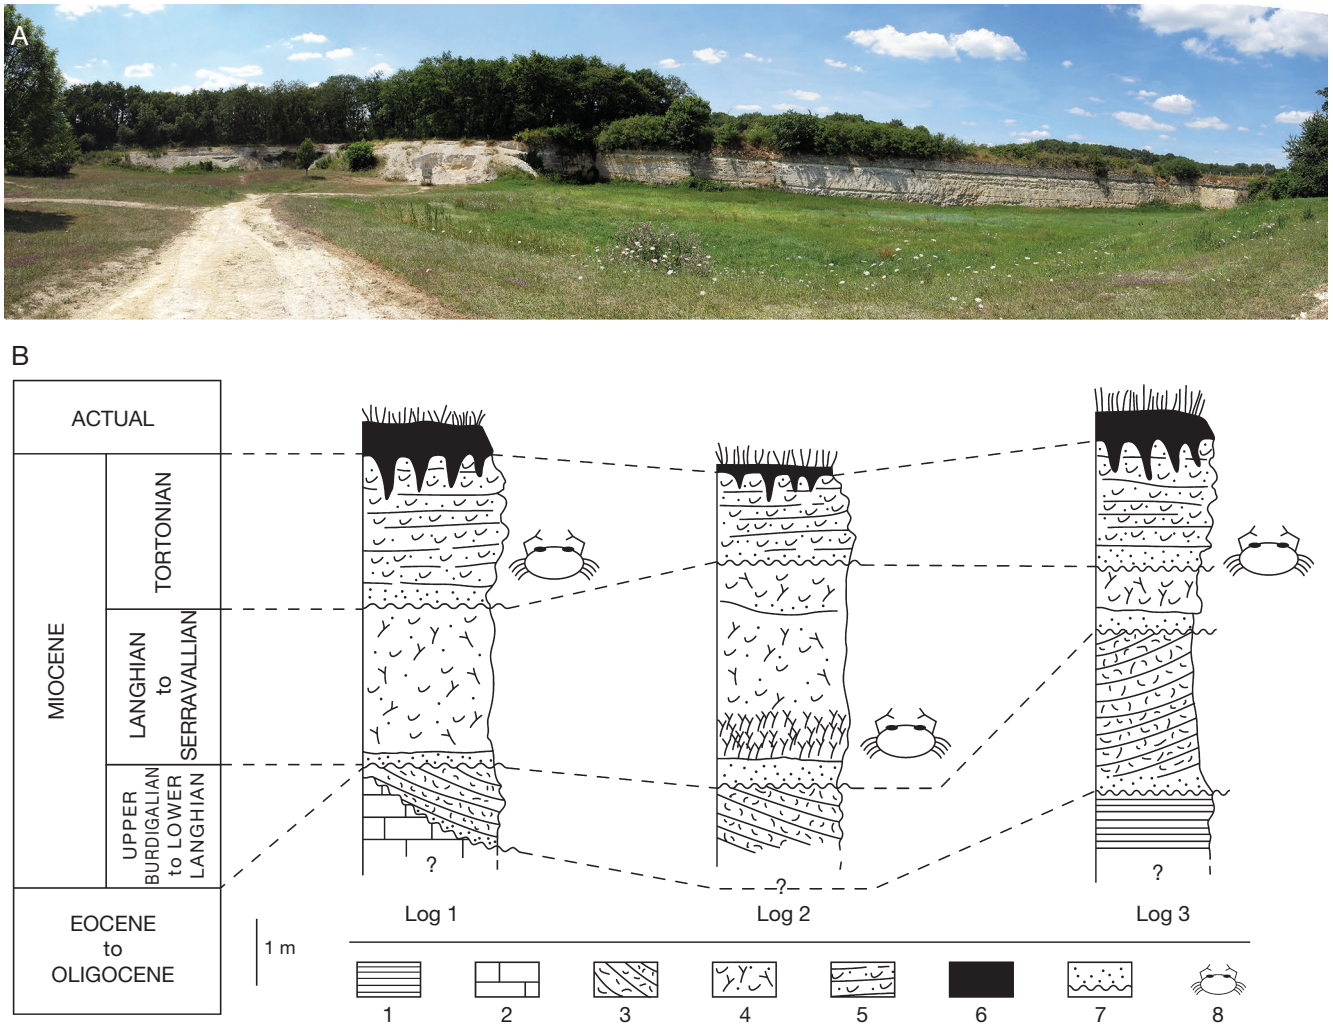 A
B
ACTUAL
MIOCENE
TORTONIAN
LANGHIAN
to
SERRAVALLIAN
UPPER
BURDIGALIAN
to LOWER
LANGHIAN
EOCENE
to
OLIGOCENE
1 m
?
?
?
Log 1
Log 2
Log 3
1
2
3
4
5
6
7
8